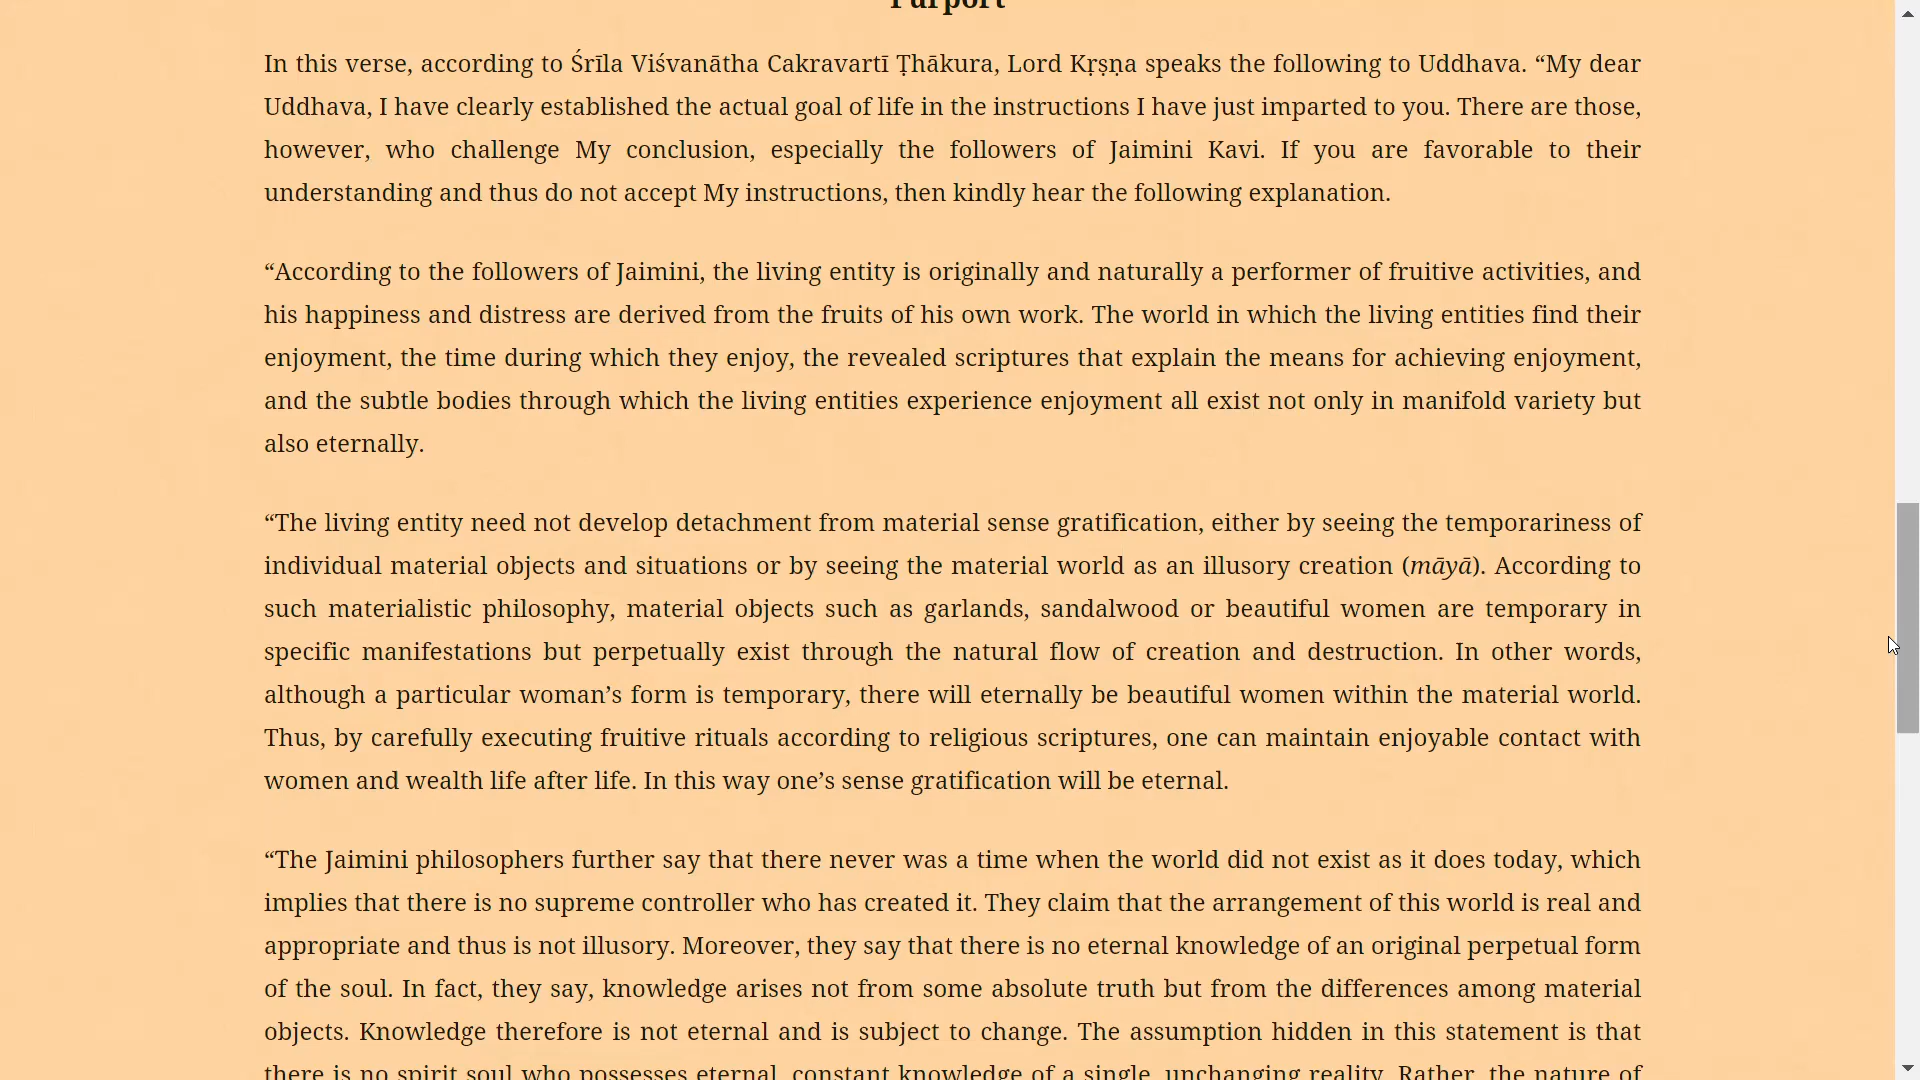 Purport
In this verse, according to Śrīla Viśvanātha Cakravartī Ṭhākura, Lord Kṛṣṇa speaks the following to Uddhava. “My dear
Uddhava, I have clearly established the actual goal of life in the instructions I have just imparted to you. There are those,
however, who challenge My conclusion, especially the followers of Jaimini Kavi. If you are favorable to their
understanding and thus do not accept My instructions, then kindly hear the following explanation.
“According to the followers of Jaimini, the living entity is originally and naturally a performer of fruitive activities, and
his happiness and distress are derived from the fruits of his own work. The world in which the living entities find their
enjoyment, the time during which they enjoy, the revealed scriptures that explain the means for achieving enjoyment,
and the subtle bodies through which the living entities experience enjoyment all exist not only in manifold variety but
also eternally.
“The living entity need not develop detachment from material sense gratification, either by seeing the temporariness of
individual material objects and situations or by seeing the material world as an illusory creation (māyā). According to
such materialistic philosophy, material objects such as garlands, sandalwood or beautiful women are temporary in
specific manifestations but perpetually exist through the natural flow of creation and destruction. In other words,
although a particular woman’s form is temporary, there will eternally be beautiful women within the material world.
Thus, by carefully executing fruitive rituals according to religious scriptures, one can maintain enjoyable contact with
women and wealth life after life. In this way one’s sense gratification will be eternal.
“The Jaimini philosophers further say that there never was a time when the world did not exist as it does today, which
implies that there is no supreme controller who has created it. They claim that the arrangement of this world is real and
appropriate and thus is not illusory. Moreover, they say that there is no eternal knowledge of an original perpetual form
of the soul. In fact, they say, knowledge arises not from some absolute truth but from the differences among material
objects. Knowledge therefore is not eternal and is subject to change. The assumption hidden in this statement is that
there is no spirit soul who possesses eternal, constant knowledge of a single, unchanging reality. Rather, the nature of